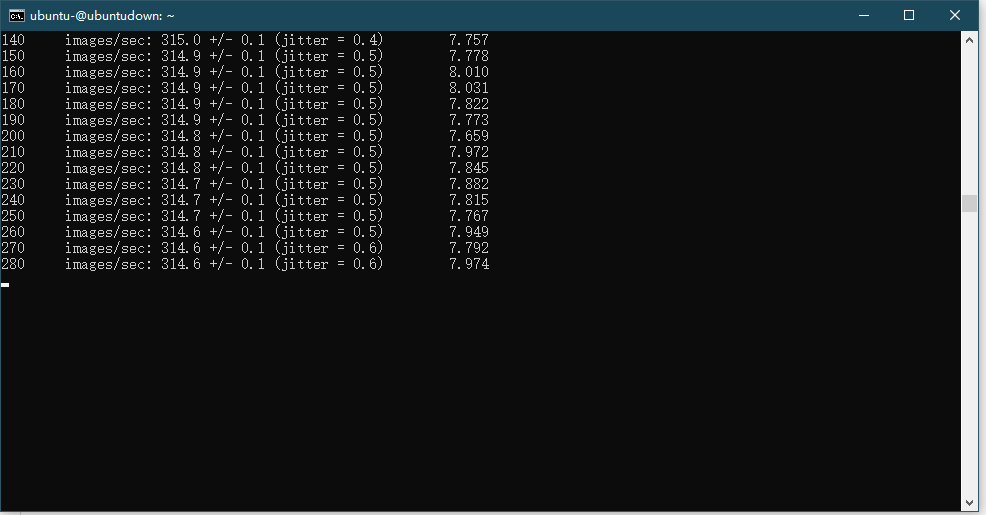 ubuntu-@ubuntudown: ~
140 images/sec: 315.0 +/- 0.1 (jitter = 0.4) 7.757
150 images/sec: 314.9 +/- 0.1 (jitter = 0.5) 7.778
160 images/sec: 314.9 +/- 0.1 (jitter = 0.5) 8.010
170 images/sec: 314.9 +/- 0.1 (jitter = 0.5) 8.031
180 images/sec: 314.9 +/- 0.1 (jitter = 0.5) 7.822
190 images/sec: 314.9 +/- 0.1 (jitter = 0.5) 7.773
200 images/sec: 314.8 +/- 0.1 (jitter = 0.5) 7.659
210 images/sec: 314.8 +/- 0.1 (jitter = 0.5) 7.972
220 images/sec: 314.8 +/- 0.1 (jitter = 0.5) 7.845
230 images/sec: 314.7 +/- 0.1 (jitter = 0.5) 7.882
240 images/sec: 314.7 +/- 0.1 (jitter = 0.5) 7.815
250 images/sec: 314.7 +/- 0.1 (jitter = 0.5) 7.767
260 images/sec: 314.6 +/- 0.1 (jitter = 0.5) 7.949
270 images/sec: 314.6 +/- 0.1 (jitter = 0.6) 7.792
280 images/sec: 314.6 +/- 0.1 (jitter = 0.6) 7.974